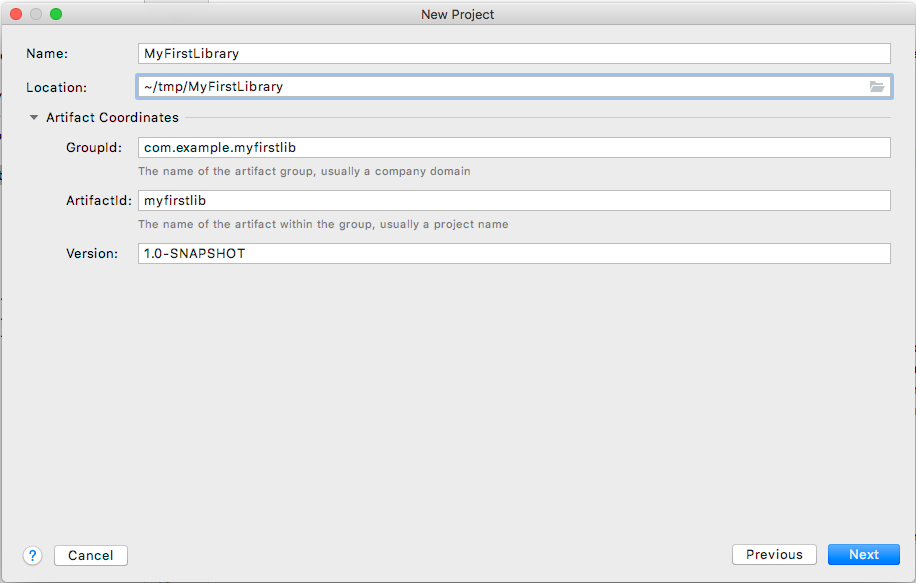 New Project
Name: MyFirstLibrary
Location: ~/tmp/MyFirstLibrary
Artifact Coordinates
GroupId: com.example.myfirstlib
The name of the artifact group, usually a company domain
ArtifactId: myfirstlib
The name of the artifact within the group, usually a project name
Version: 1.0-SNAPSHOT
? Cancel Previous Next